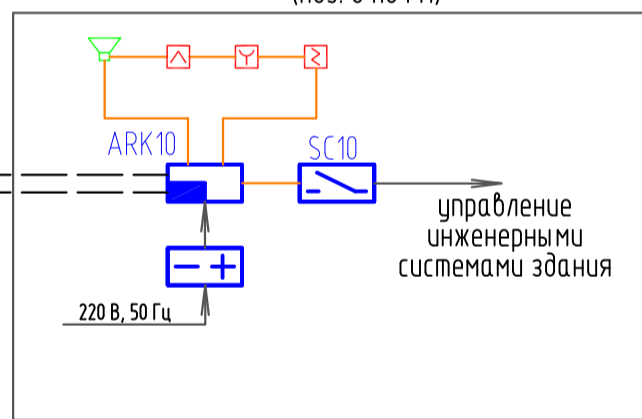 ARK10
SC10
управление
инженерными
системами здания
220 В, 50 Гц